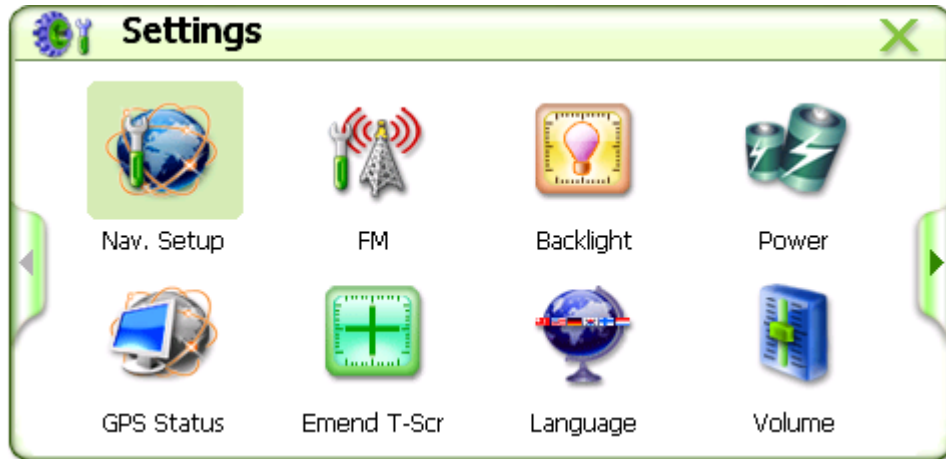 Settings
Nav. Setup
FM
Backlight
Power
GPS Status
Emend T-Scr
Language
Volume